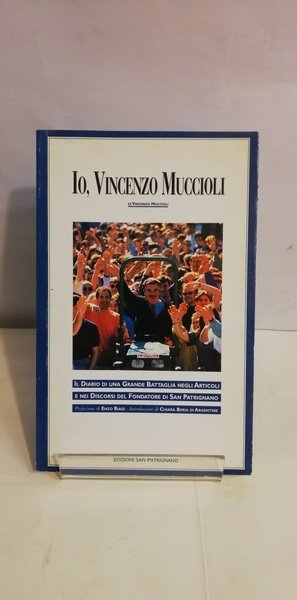 Io, Vincenzo Muccioli
di Vincenzo Muccioli
Il Diario di una Grande Battaglia negli Articoli
e nei Discorsi del Fondatore di San Patrignano
Prefazione di Enzo Biagi - Introduzione di Chiara Beria di Argentine
EDIZIONI SAN PATRIGNANO